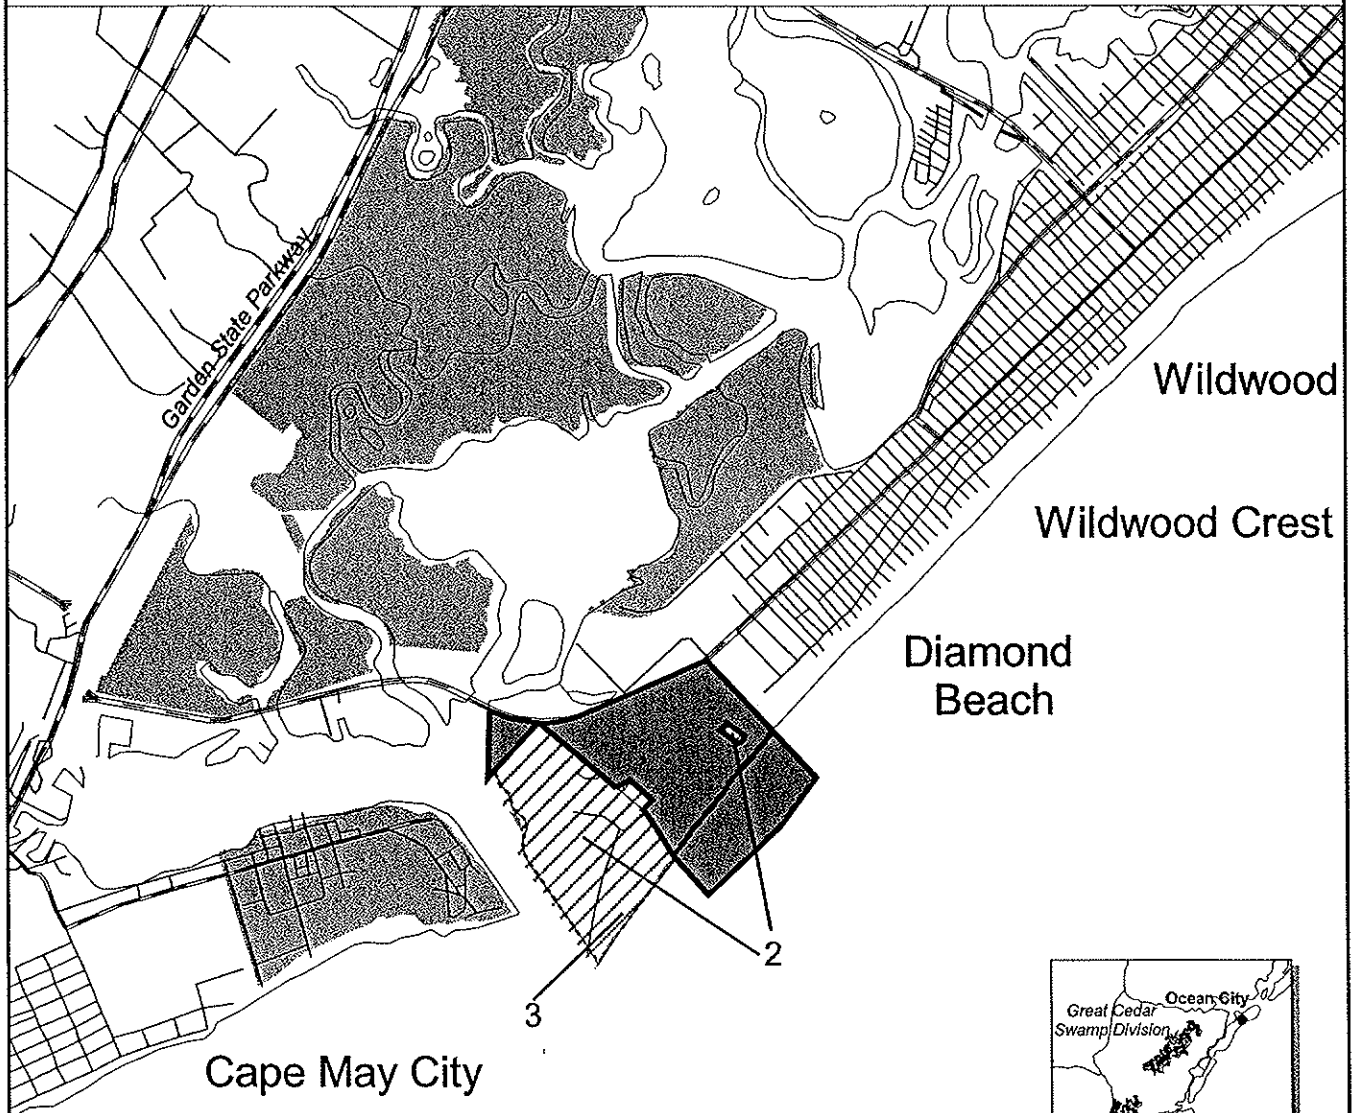 Garden State Parkway
Wildwood
Wildwood Crest
Diamond
Beach
2
3
Cape May City
Ocean City
Great Cedar
Swamp Division